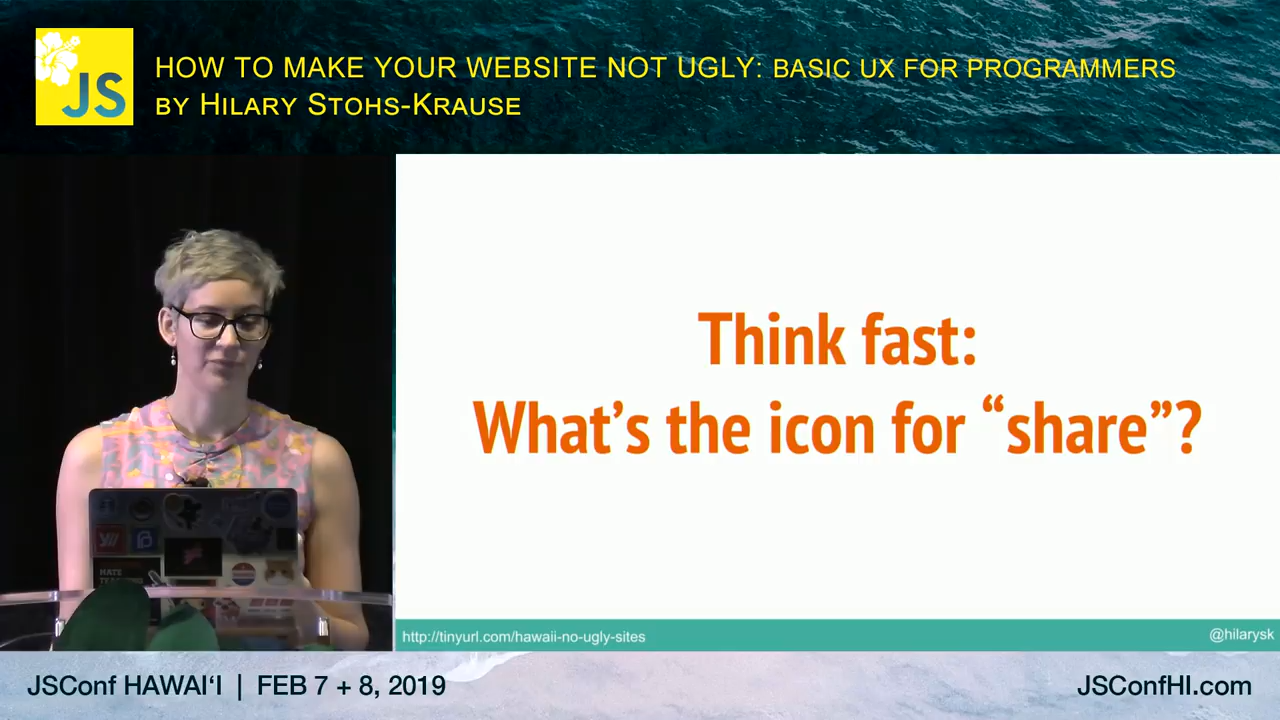 JS
HOW TO MAKE YOUR WEBSITE NOT UGLY: BASIC UX FOR PROGRAMMERS
BY HILARY STOHS-KRAUSE
Think fast:
What's the icon for “share”?
http://tinyurl.com/hawaii-no-ugly-sites
@hilarysk
HATE
JSConf HAWAIʻI | FEB 7 + 8, 2019
JSConfHI.com